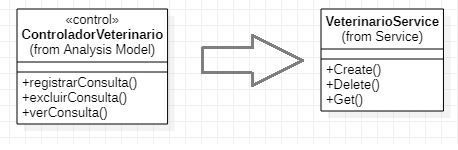 «control»
ControladorVeterinario
(from Analysis Model)
+registrarConsulta()
+excluirConsulta()
+verConsulta()
VeterinarioService
(from Service)
+Create()
+Delete()
+Get()